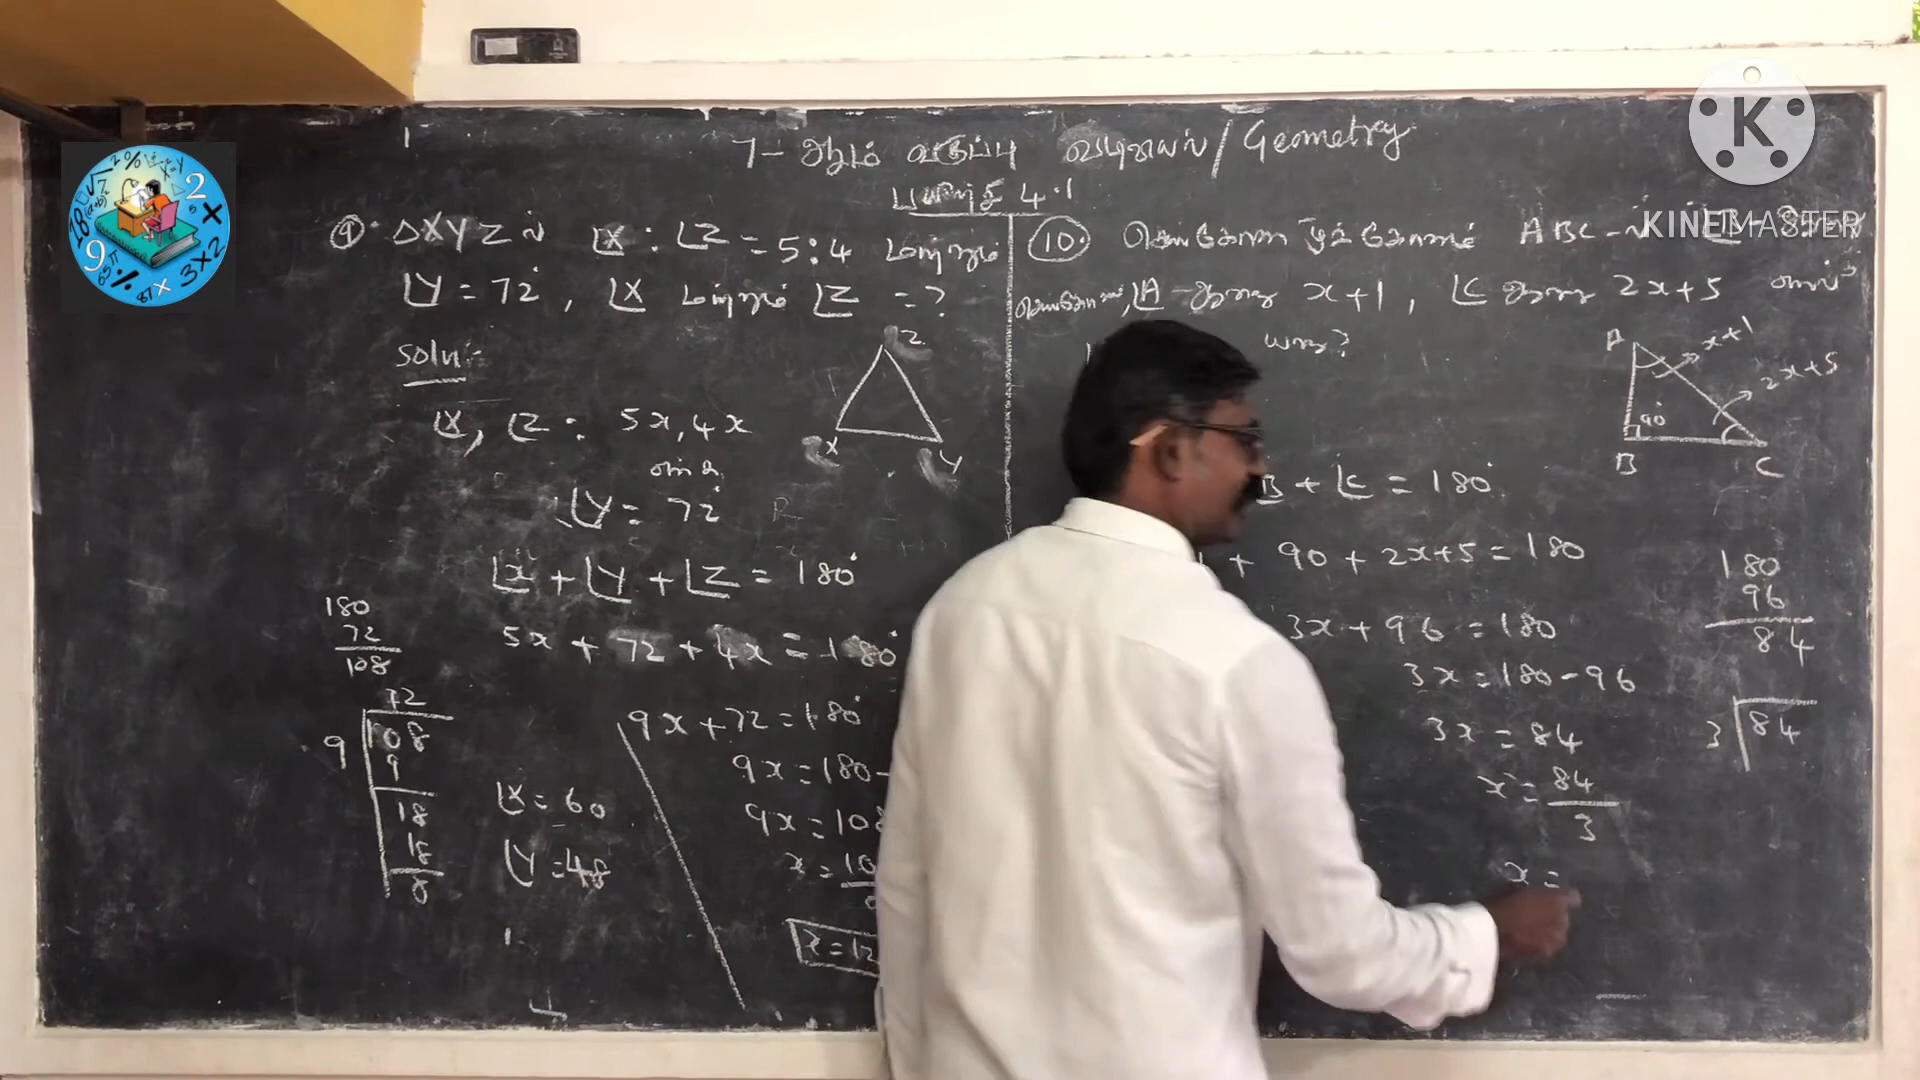 7-ஆம் வகுப்பு வடிவியல் / Geometry
பயிற்சி 4.1
9. ΔXYZ ல் ∠X : ∠Z = 5:4 மற்றும்
∠Y = 72°, ∠X மற்றும் ∠Z = ?
Solu:-
∠X, ∠Z : 5x, 4x
என்க
∠Y = 72°
∠x + ∠Y + ∠Z = 180°
5x + 72 + 4x = 180°
9x + 72 = 180°
9x = 180-
9x = 108
x = 10
x = 12
180
72
108
12
9
108
9
18
18
0
∠X = 60
∠Y = 48
Z
X
Y
10. செங்கோண முக்கோணம் ABC-ல் ∠B
∠A ஆனது x+1, ∠C ஆனது 2x+5 எனில்
யாது?
A
x+1
2x+5
90°
B
C
B + ∠C = 180°
+ 90 + 2x+5 = 180
3x + 96 = 180
3x = 180-96
3x = 84
x = 84
3
x =
180
96
84
3
84
K
KINEMASTER